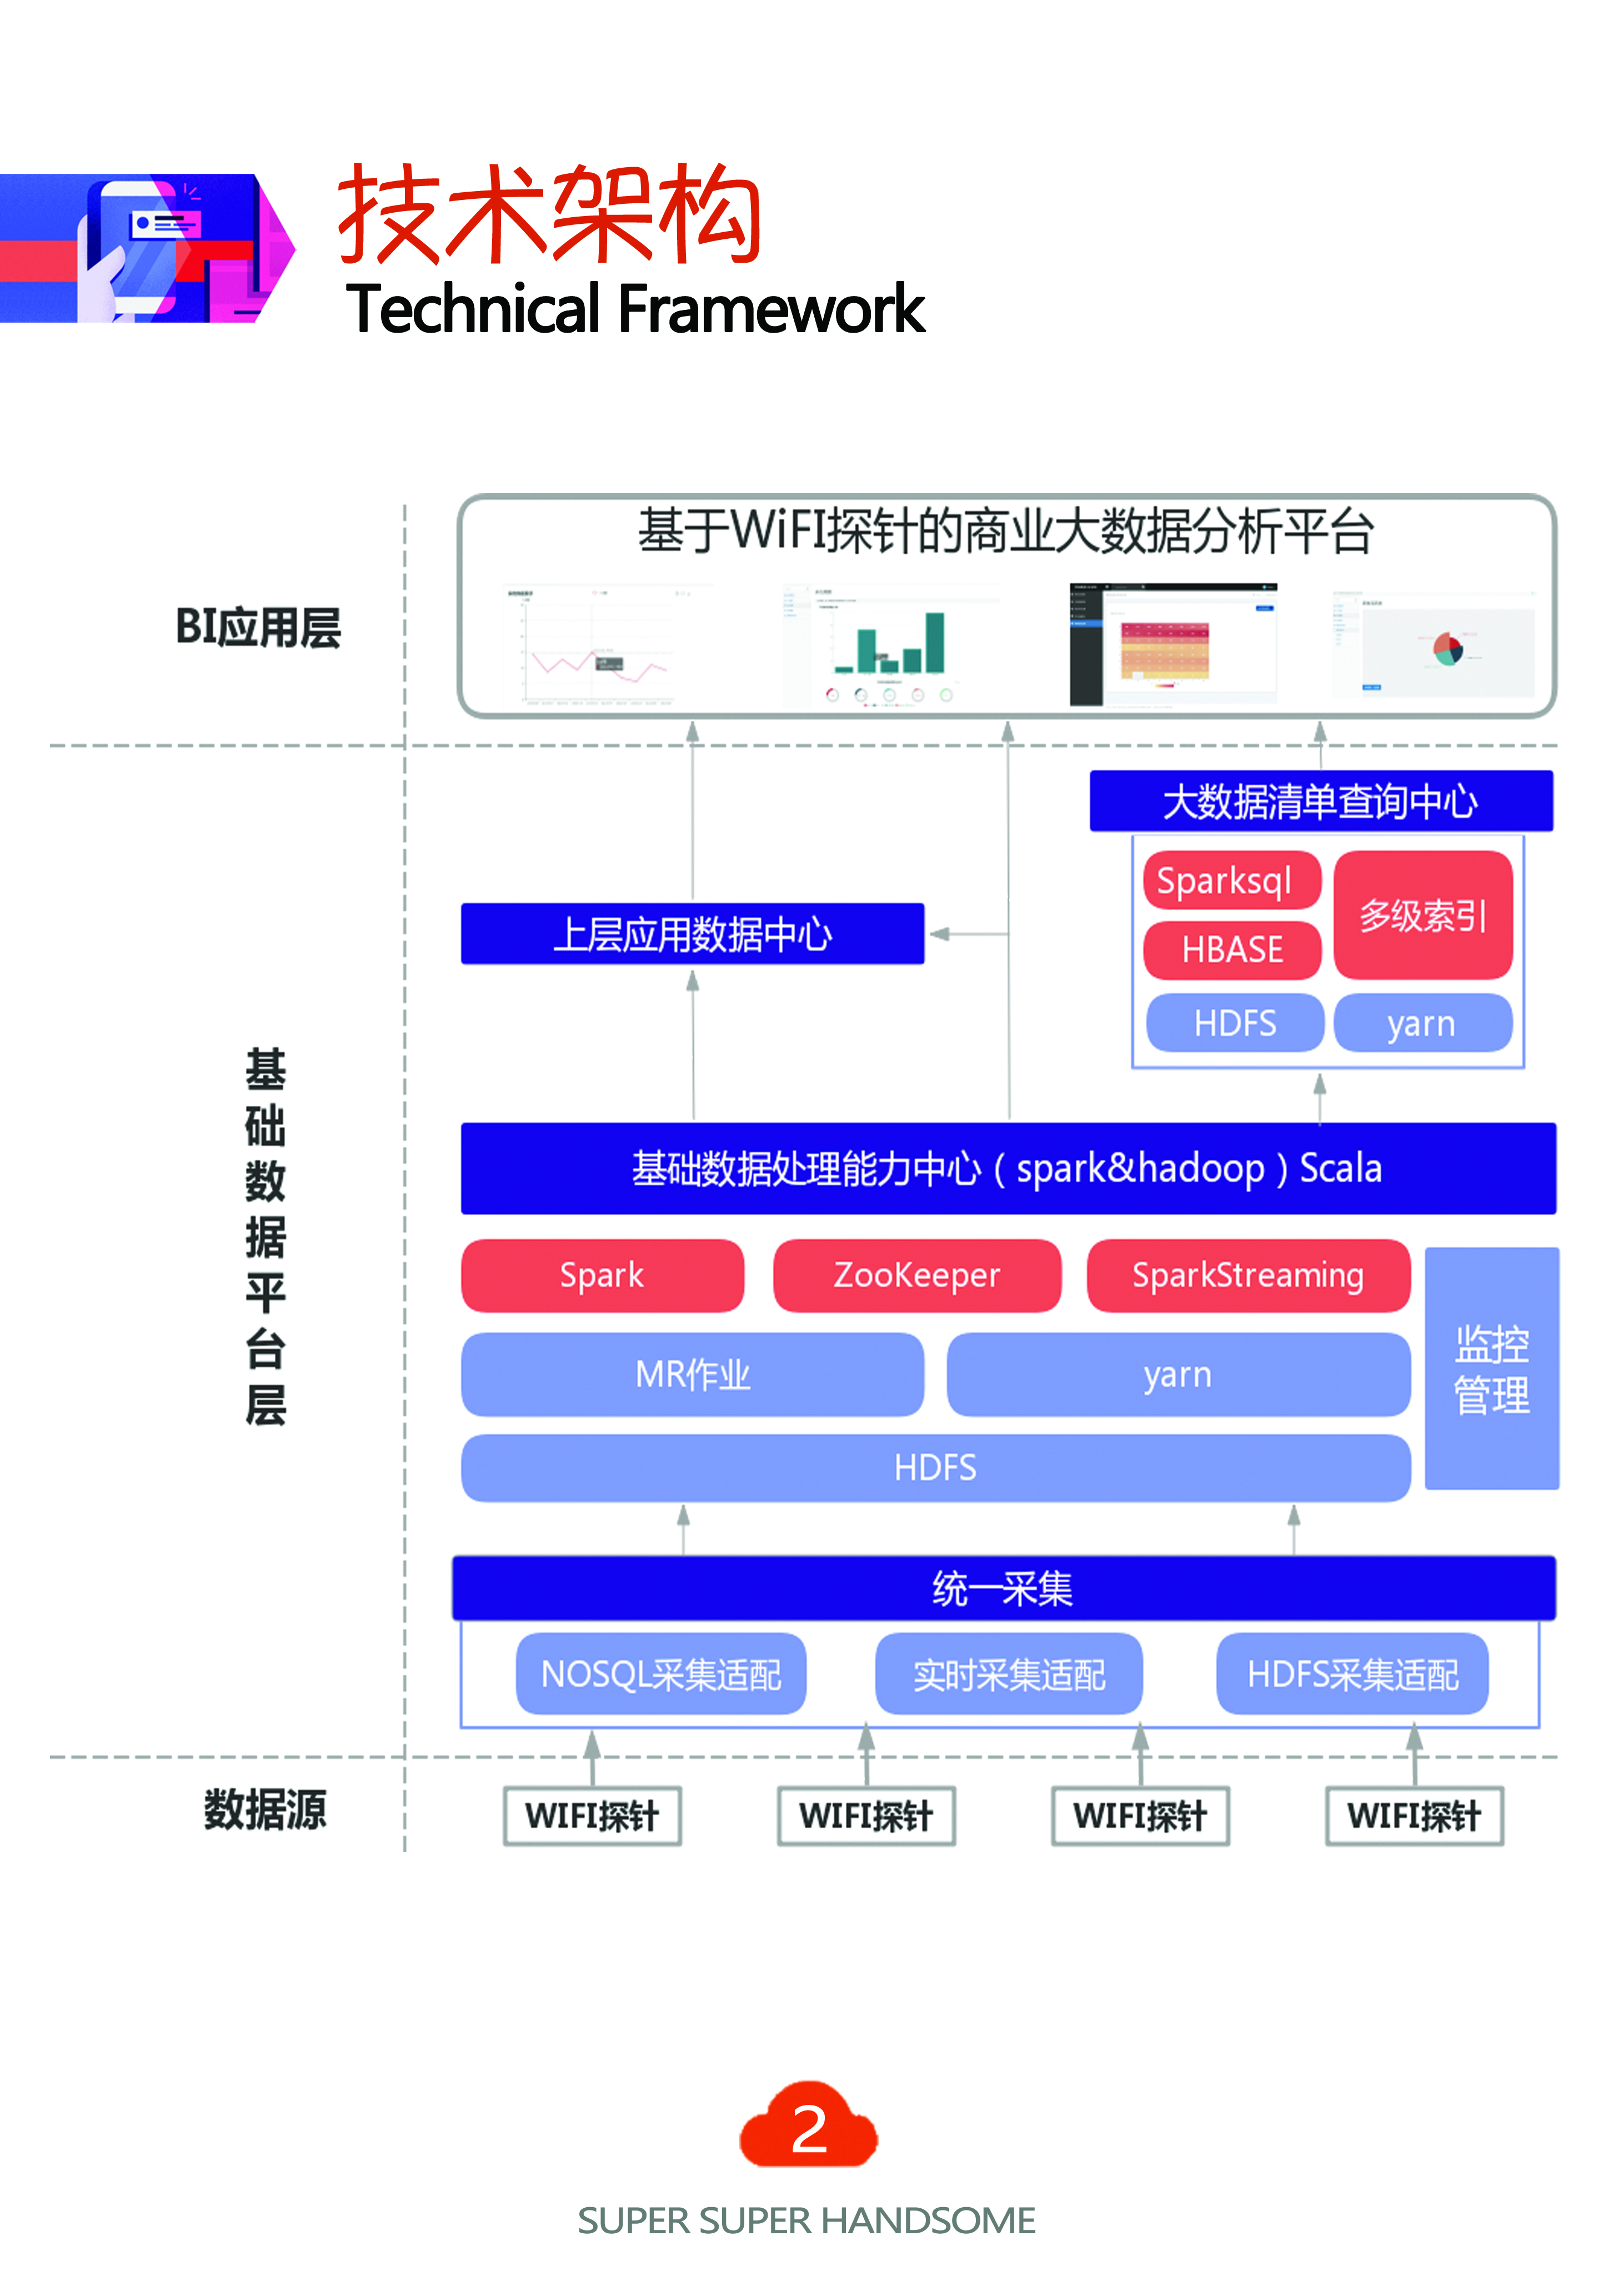 技术架构
Technical Framework
基于WiFI探针的商业大数据分析平台
BI应用层
大数据清单查询中心
Sparksql
多级索引
HBASE
上层应用数据中心
HDFS
yarn
基础数据平台层
基础数据处理能力中心（spark&hadoop）Scala
Spark
ZooKeeper
SparkStreaming
监控
管理
MR作业
yarn
HDFS
统一采集
NOSQL采集适配
实时采集适配
HDFS采集适配
数据源
WIFI探针
WIFI探针
WIFI探针
WIFI探针
2
SUPER SUPER HANDSOME